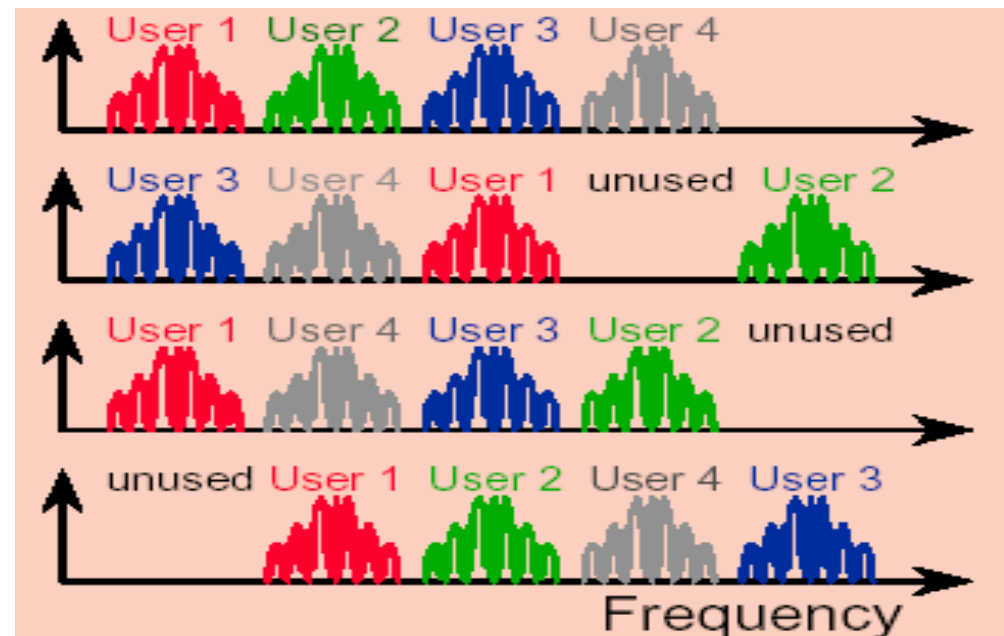 User 1 User 2 User 3 User 4
User 3 User 4 User 1 unused User 2
User 1 User 4 User 3 User 2 unused
unused User 1 User 2 User 4 User 3
Frequency